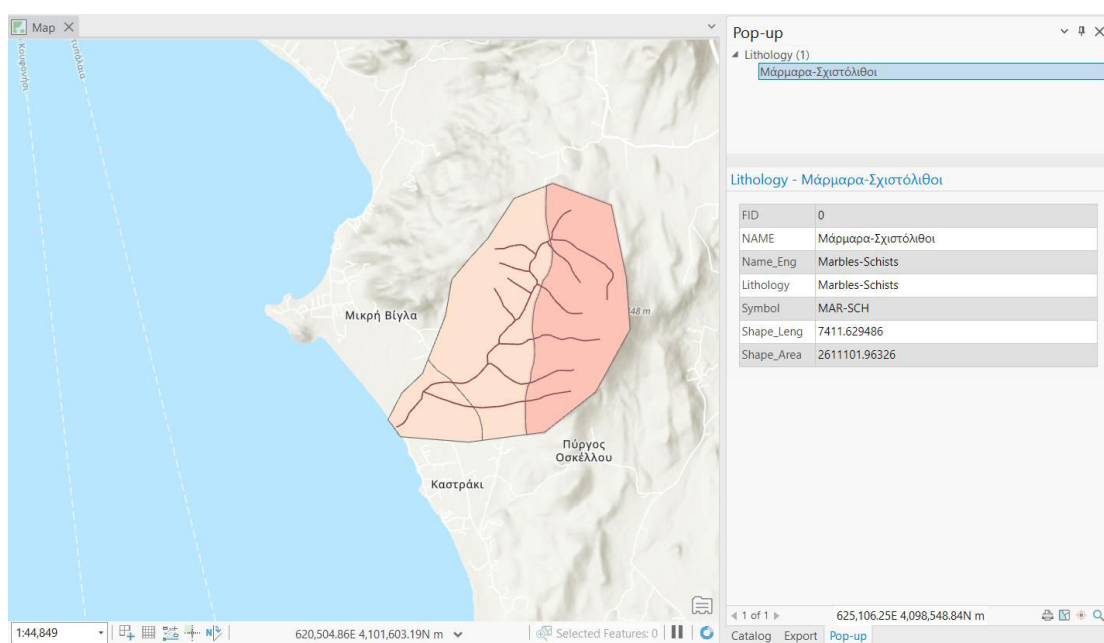 Map
Κουφονήσι
τυπάλαια
Μικρή Βίγλα
48 m
Πύργος
Οσκέλλου
Καστράκι
1:44,849
620,504.86E 4,101,603.19N m
Selected Features: 0
Pop-up
Lithology (1)
Μάρμαρα-Σχιστόλιθοι
Lithology - Μάρμαρα-Σχιστόλιθοι
FID 0
NAME Μάρμαρα-Σχιστόλιθοι
Name_Eng Marbles-Schists
Lithology Marbles-Schists
Symbol MAR-SCH
Shape_Leng 7411.629486
Shape_Area 2611101.96326
1 of 1
625,106.25E 4,098,548.84N m
Catalog Export Pop-up